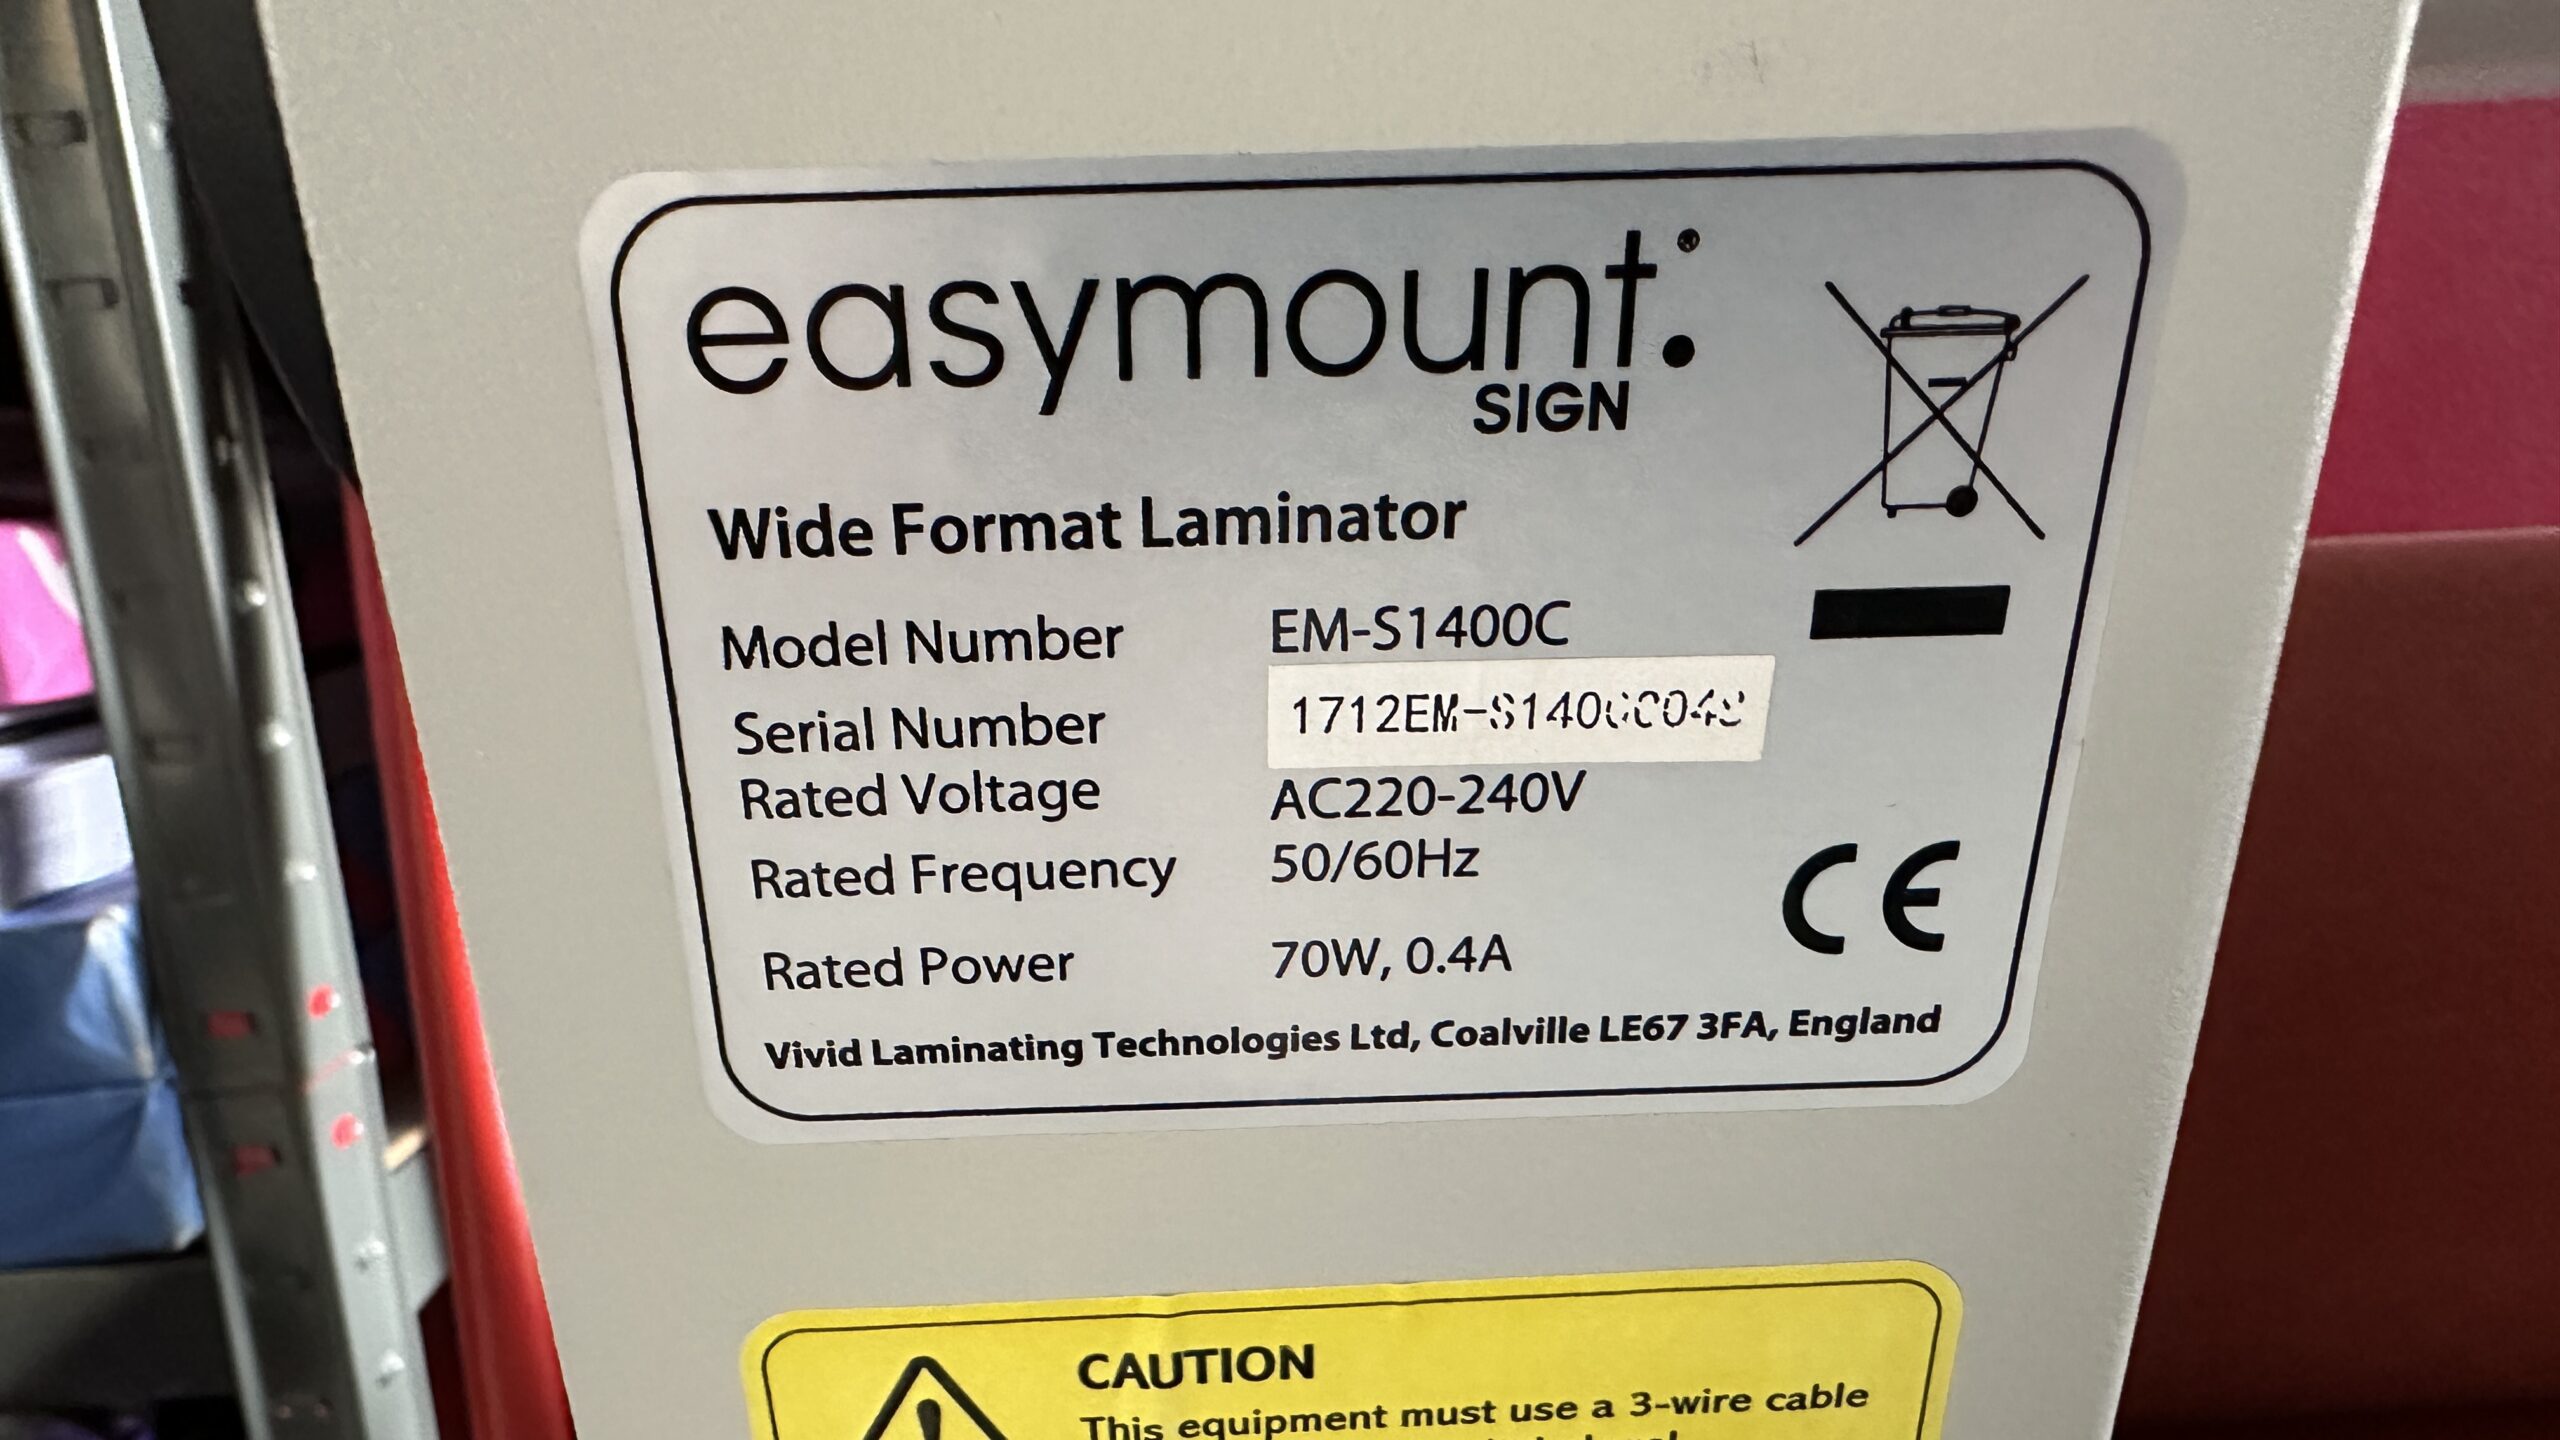 easymount.®
SIGN
Wide Format Laminator
Model Number EM-S1400C
Serial Number
Rated Voltage AC220-240V
Rated Frequency 50/60Hz
Rated Power 70W, 0.4A
CE
Vivid Laminating Technologies Ltd, Coalville LE67 3FA, England
CAUTION
This equipment must use a 3-wire cable